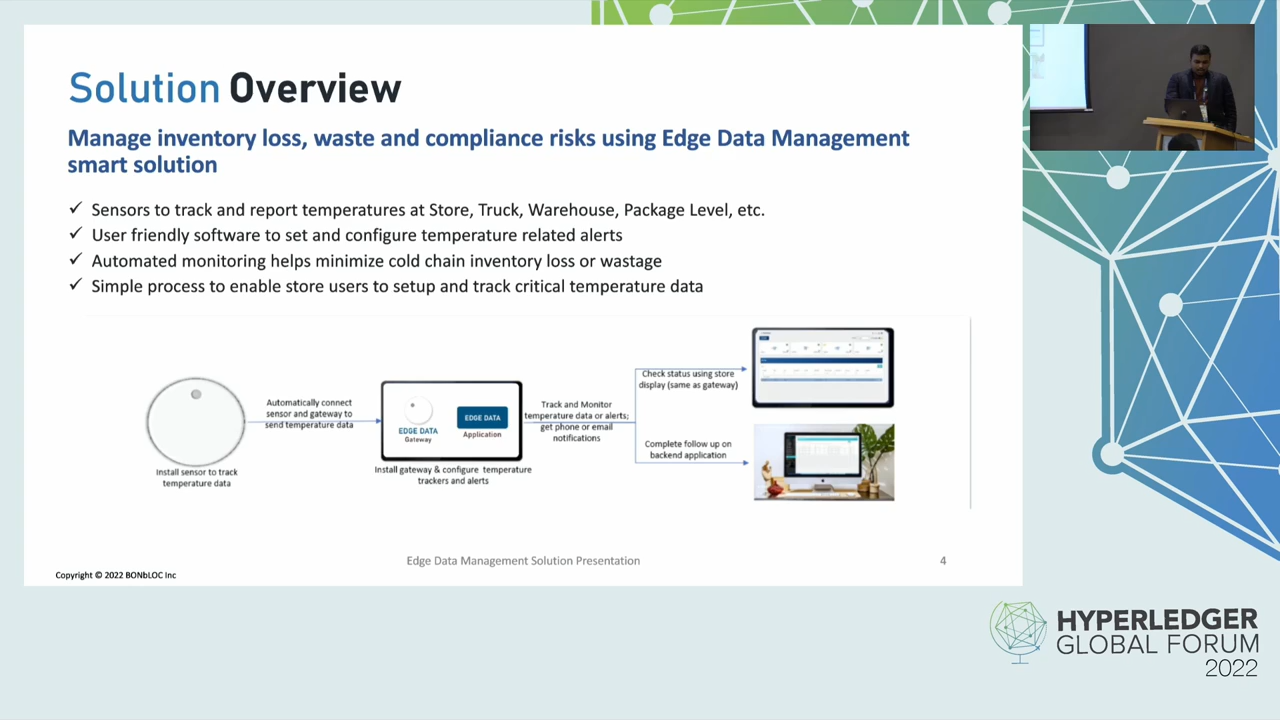 Solution Overview
Manage inventory loss, waste and compliance risks using Edge Data Management
smart solution
✓ Sensors to track and report temperatures at Store, Truck, Warehouse, Package Level, etc.
✓ User friendly software to set and configure temperature related alerts
✓ Automated monitoring helps minimize cold chain inventory loss or wastage
✓ Simple process to enable store users to setup and track critical temperature data
Install sensor to track
temperature data
Automatically connect
sensor and gateway to
send temperature data
EDGE DATA
Gateway
EDGE DATA
Application
Install gateway & configure temperature
trackers and alerts
Track and Monitor
temperature data or alerts;
get phone or email
notifications
Check status using store
display (same as gateway)
Complete follow up on
backend application
Edge Data Management Solution Presentation
4
Copyright © 2022 BONbLOC Inc
HYPERLEDGER
GLOBAL FORUM
2022